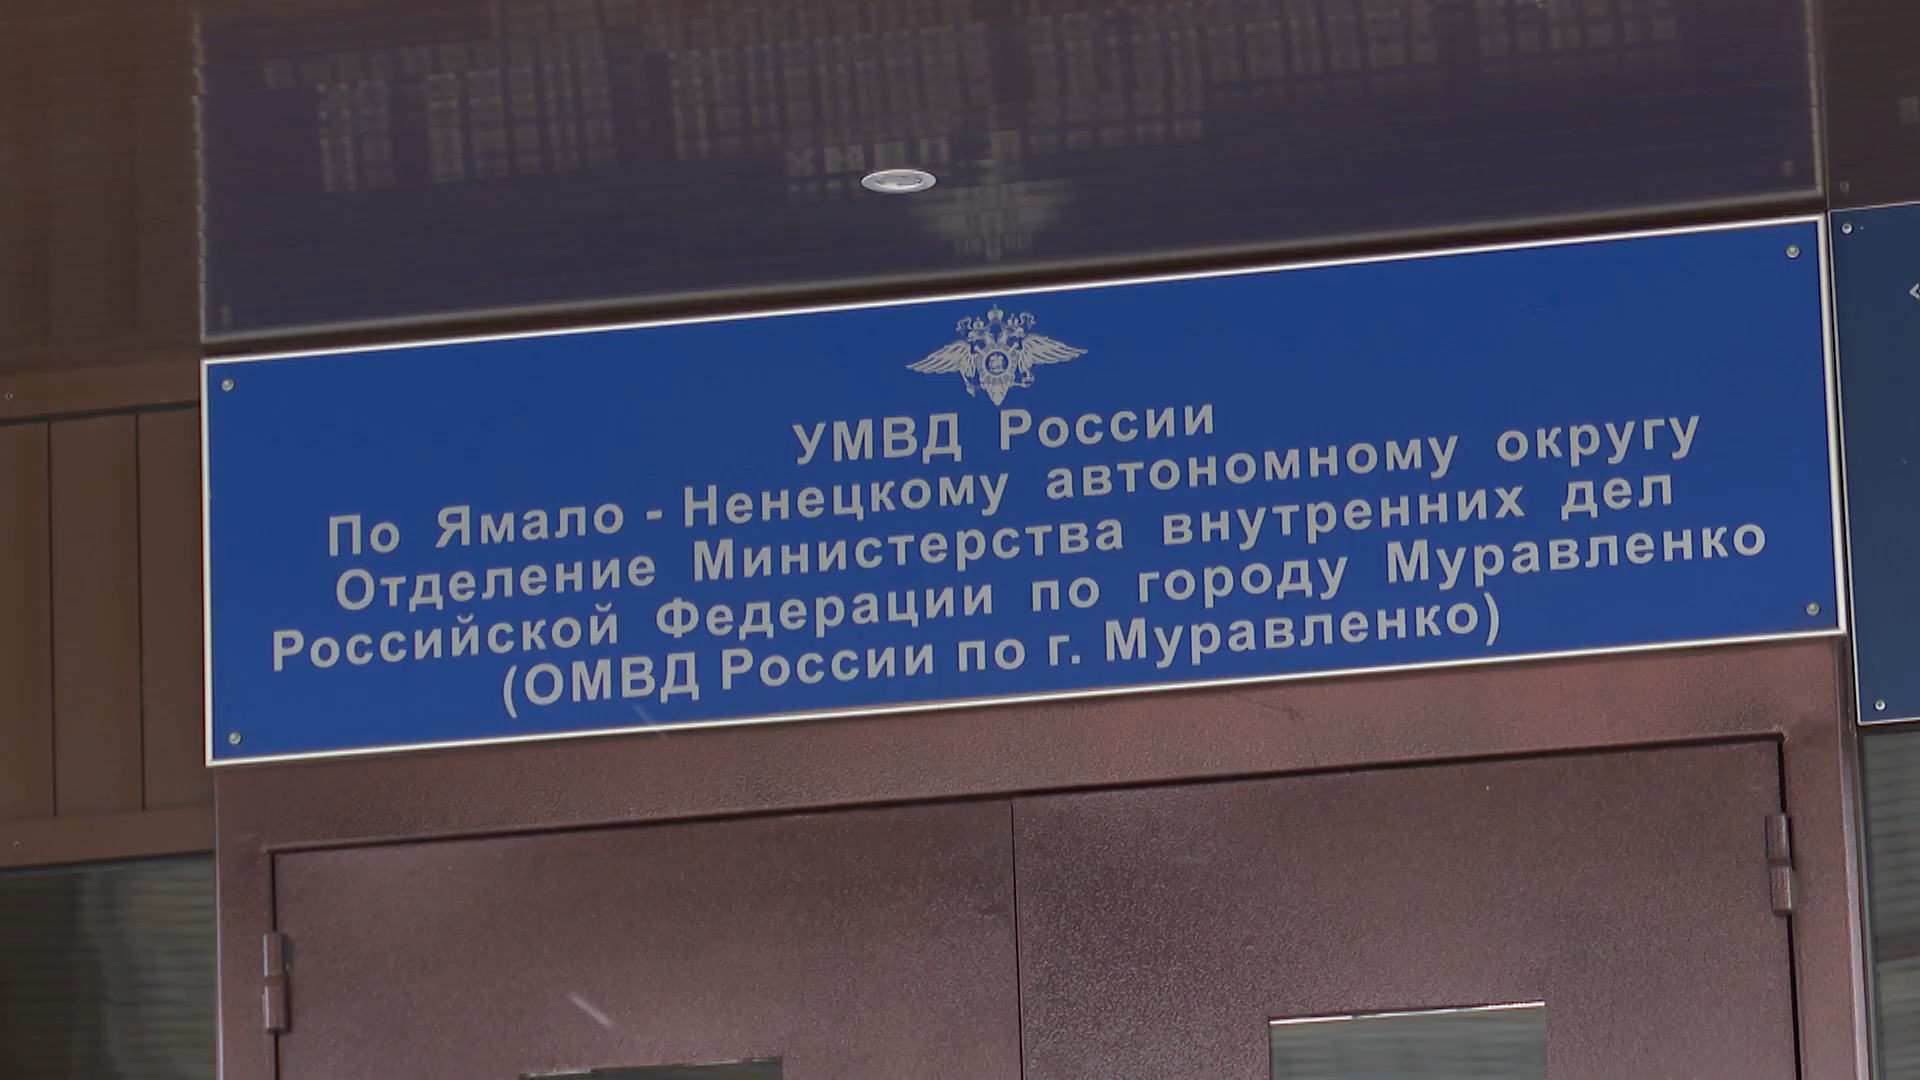 УМВД России
По Ямало - Ненецкому автономному округу
Отделение Министерства внутренних дел
Российской Федерации по городу Муравленко
(ОМВД России по г. Муравленко)